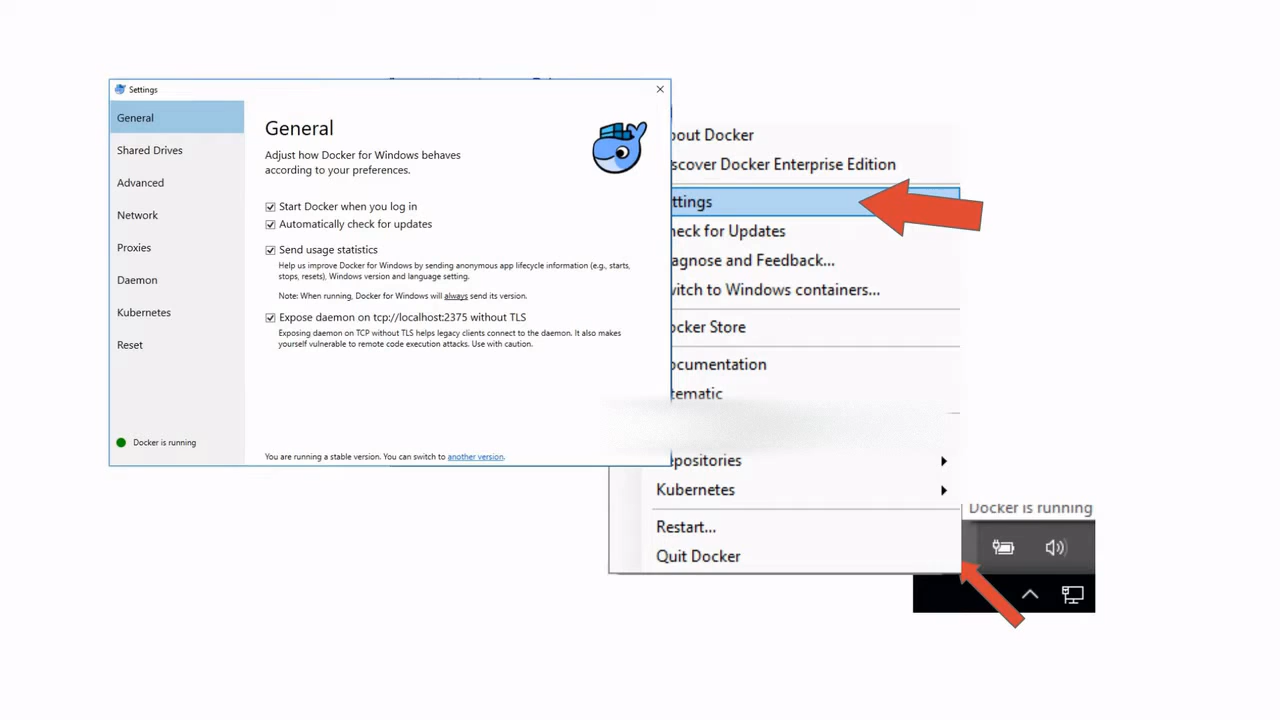 Settings
General
Shared Drives
Advanced
Network
Proxies
Daemon
Kubernetes
Reset
Docker is running
General
Adjust how Docker for Windows behaves
according to your preferences.
Start Docker when you log in
Automatically check for updates
Send usage statistics
Help us improve Docker for Windows by sending anonymous app lifecycle information (e.g., starts,
stops, resets), Windows version and language setting.
Note: When running, Docker for Windows will always send its version.
Expose daemon on tcp://localhost:2375 without TLS
Exposing daemon on TCP without TLS helps legacy clients connect to the daemon. It also makes
yourself vulnerable to remote code execution attacks. Use with caution.
You are running a stable version. You can switch to another version.
bout Docker
scover Docker Enterprise Edition
ttings
heck for Updates
agnose and Feedback...
witch to Windows containers...
ocker Store
ocumentation
tematic
epositories
Kubernetes
Restart...
Quit Docker
Docker is running